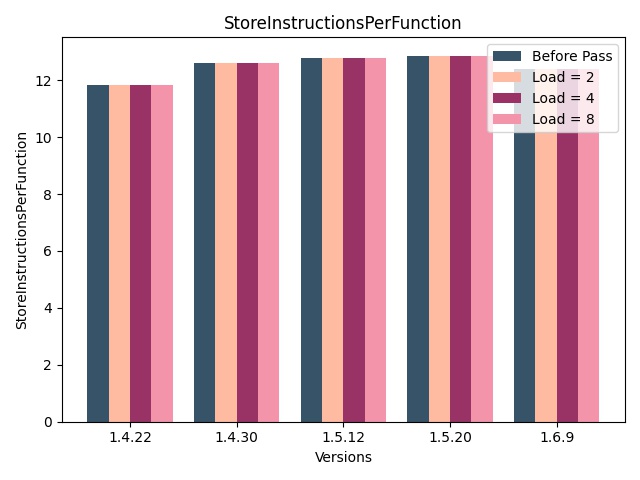 StoreInstructionsPerFunction
Before Pass
Load = 2
Load = 4
Load = 8
StoreInstructionsPerFunction
12
10
8
6
4
2
0
1.4.22 1.4.30 1.5.12 1.5.20 1.6.9
Versions